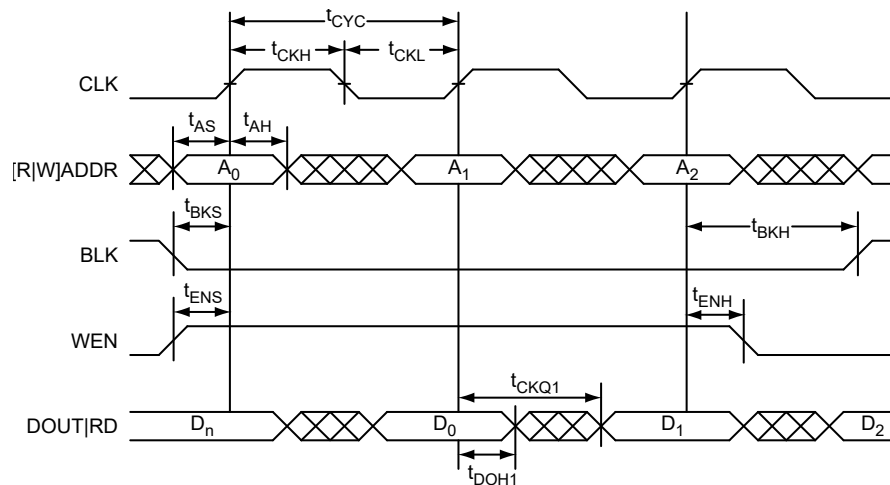 tCYC
tCKH tCKL
CLK
tAS tAH
[R|W]ADDR A0 A1 A2
tBKS tBKH
BLK
tENS tENH
WEN
tCKQ1
DOUT|RD Dn D0 D1 D2
tDOH1